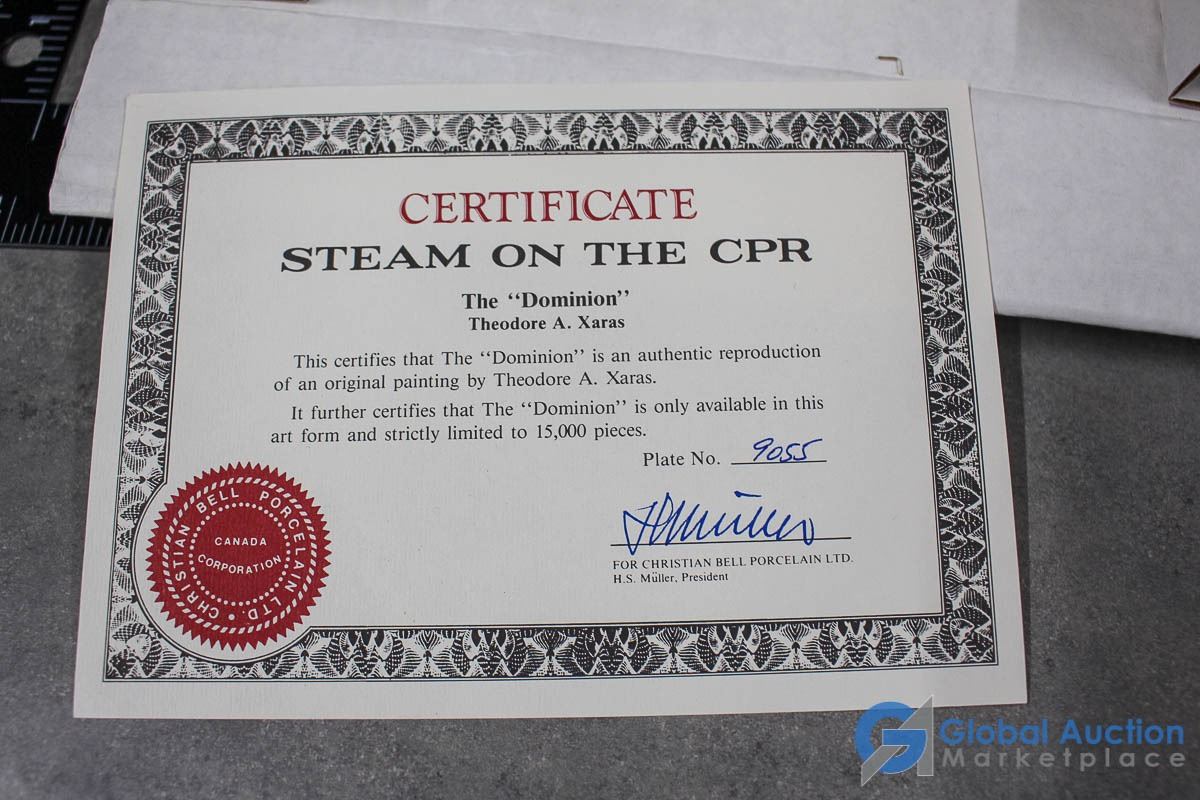 CERTIFICATE
STEAM ON THE CPR
The “Dominion”
Theodore A. Xaras
This certifies that The “Dominion” is an authentic reproduction
of an original painting by Theodore A. Xaras.
It further certifies that The “Dominion” is only available in this
art form and strictly limited to 15,000 pieces.
Plate No. 9055
H.S. Müller
FOR CHRISTIAN BELL PORCELAIN LTD.
H.S. Müller, President
CHRISTIAN BELL PORCELAIN LTD.
CANADA
CORPORATION
Global Auction
Marketplace